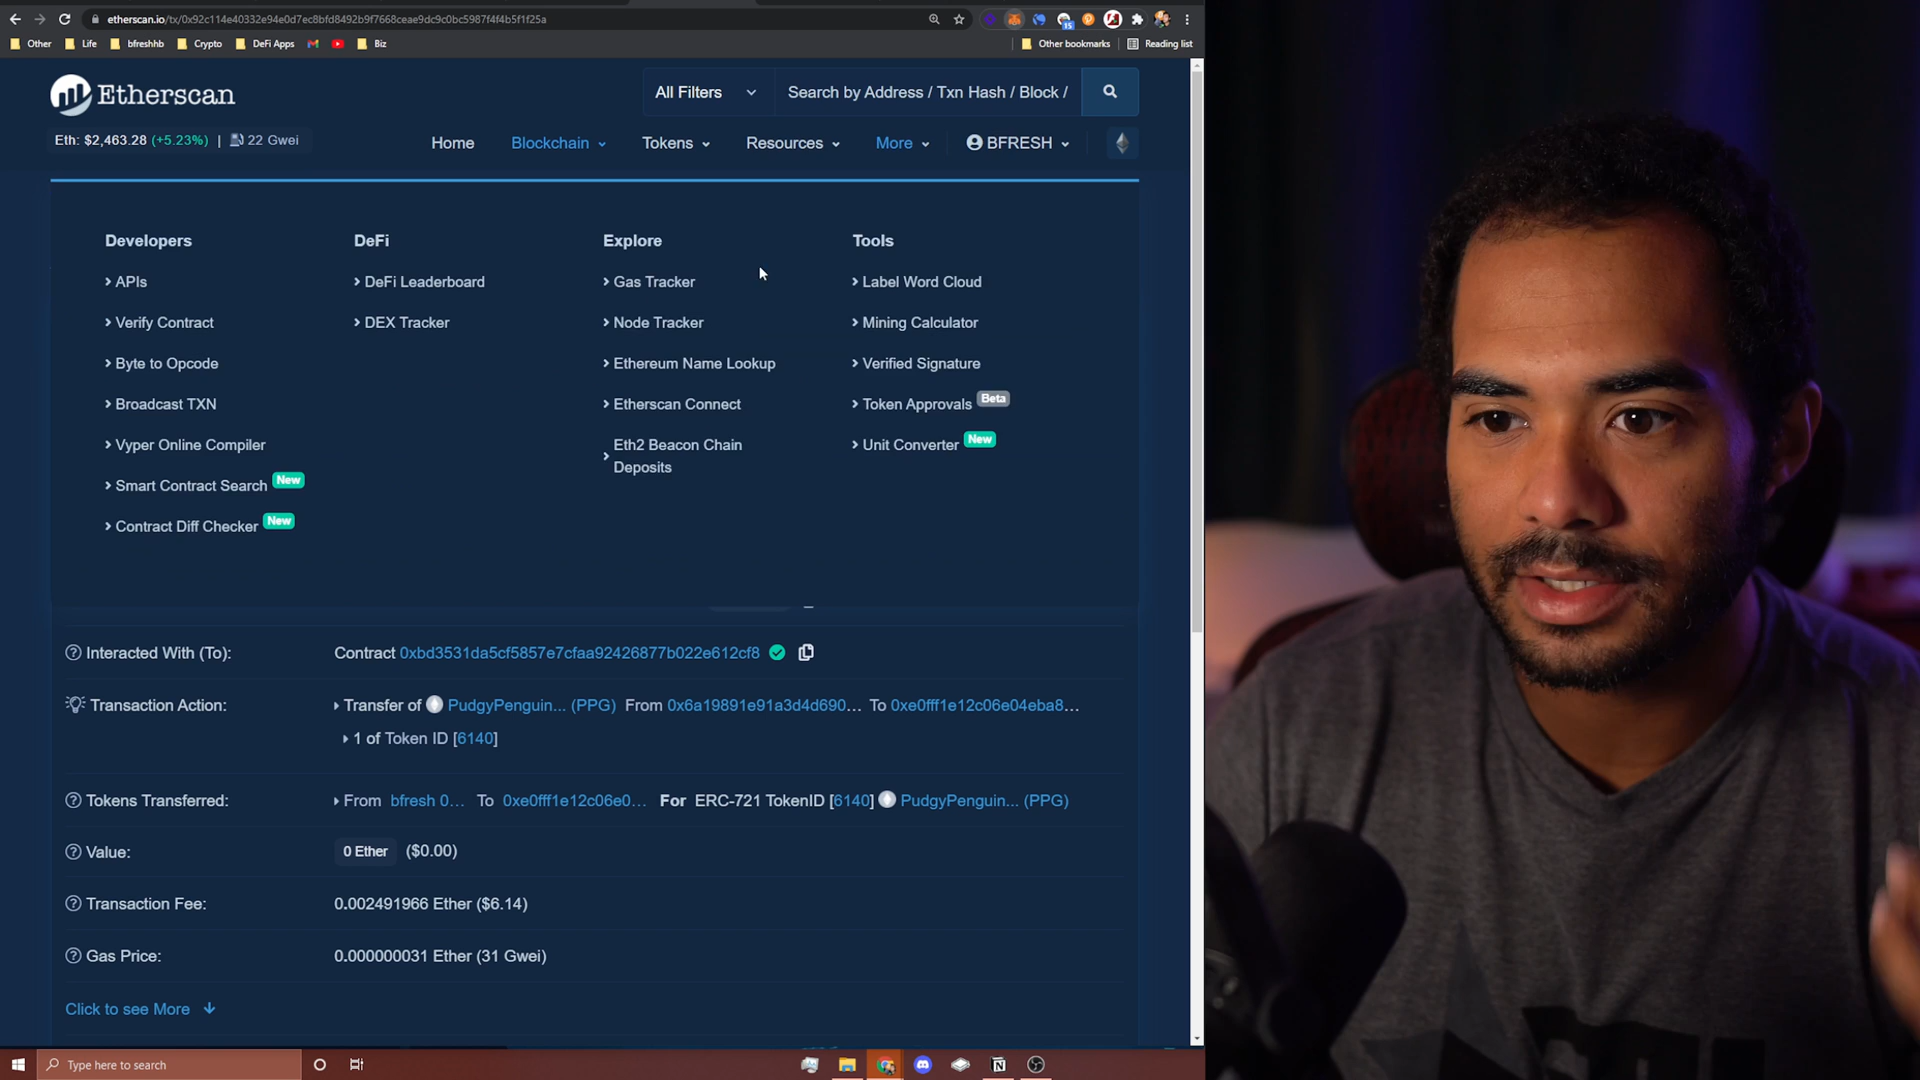 etherscan.io/tx/0x92c114e40332e94e0d7ec8bfd8492b9f7668ceae9dc9c0bc5987f4f4b5f1f25a
Other Life bfreshhb Crypto DeFi Apps Biz Other bookmarks Reading list
15
Etherscan
All Filters Search by Address / Txn Hash / Block /
Eth: $2,463.28 (+5.23%) | 22 Gwei
Home Blockchain Tokens Resources More BFRESH
Developers DeFi Explore Tools
APIs DeFi Leaderboard Gas Tracker Label Word Cloud
Verify Contract DEX Tracker Node Tracker Mining Calculator
Byte to Opcode Ethereum Name Lookup Verified Signature
Broadcast TXN Etherscan Connect Token Approvals Beta
Vyper Online Compiler Eth2 Beacon Chain Deposits Unit Converter New
Smart Contract Search New
Contract Diff Checker New
Interacted With (To): Contract 0xbd3531da5cf5857e7cfaa92426877b022e612cf8
Transaction Action: Transfer of PudgyPenguin... (PPG) From 0x6a19891e91a3d4d690... To 0xe0fff1e12c06e04eba8...
1 of Token ID [6140]
Tokens Transferred: From bfresh 0... To 0xe0fff1e12c06e0... For ERC-721 TokenID [6140] PudgyPenguin... (PPG)
Value: 0 Ether ($0.00)
Transaction Fee: 0.002491966 Ether ($6.14)
Gas Price: 0.000000031 Ether (31 Gwei)
Click to see More
Type here to search